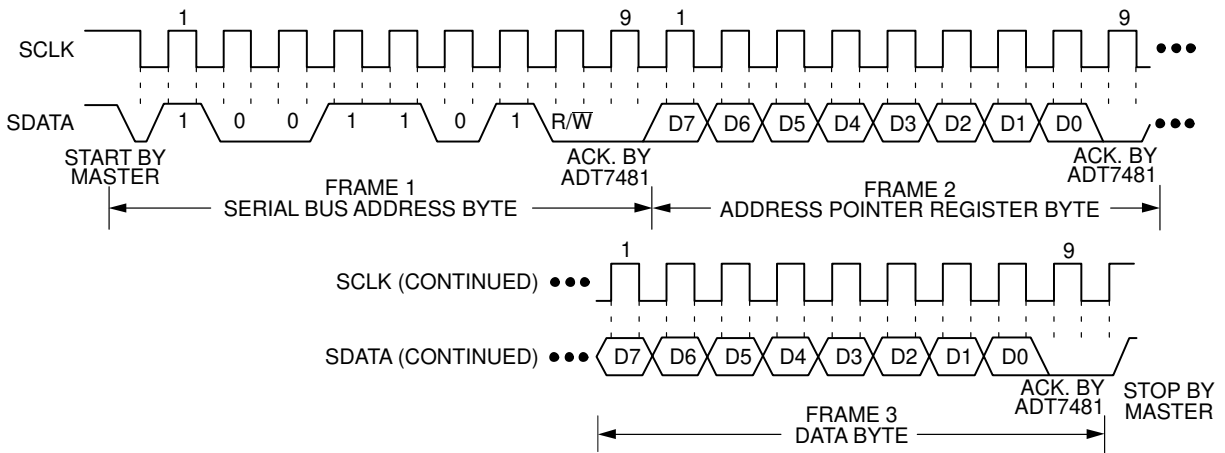 1 9 1 9
SCLK
SDATA 1 0 0 1 1 0 1 R/W̅ D7 D6 D5 D4 D3 D2 D1 D0
START BY
MASTER
ACK. BY
ADT7481
ACK. BY
ADT7481
FRAME 1
SERIAL BUS ADDRESS BYTE
FRAME 2
ADDRESS POINTER REGISTER BYTE
1 9
SCLK (CONTINUED)
SDATA (CONTINUED) D7 D6 D5 D4 D3 D2 D1 D0
ACK. BY
ADT7481
STOP BY
MASTER
FRAME 3
DATA BYTE